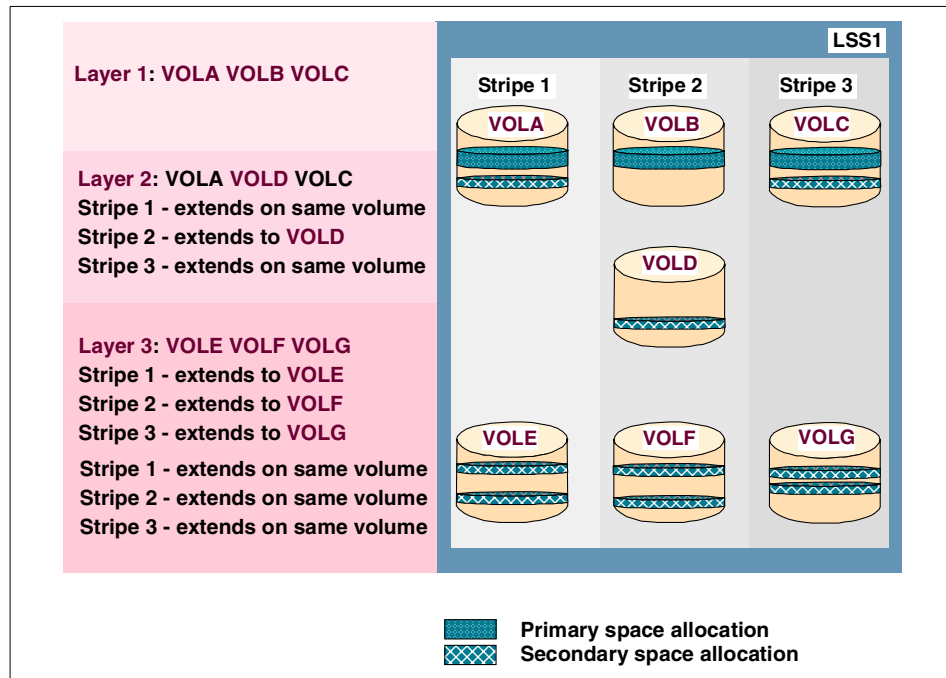 LSS1
Layer 1: VOLA VOLB VOLC
Stripe 1
Stripe 2
Stripe 3
VOLA
VOLB
VOLC
Layer 2: VOLA VOLD VOLC
Stripe 1 - extends on same volume
Stripe 2 - extends to VOLD
Stripe 3 - extends on same volume
VOLD
Layer 3: VOLE VOLF VOLG
Stripe 1 - extends to VOLE
Stripe 2 - extends to VOLF
Stripe 3 - extends to VOLG
Stripe 1 - extends on same volume
Stripe 2 - extends on same volume
Stripe 3 - extends on same volume
VOLE
VOLF
VOLG
Primary space allocation
Secondary space allocation